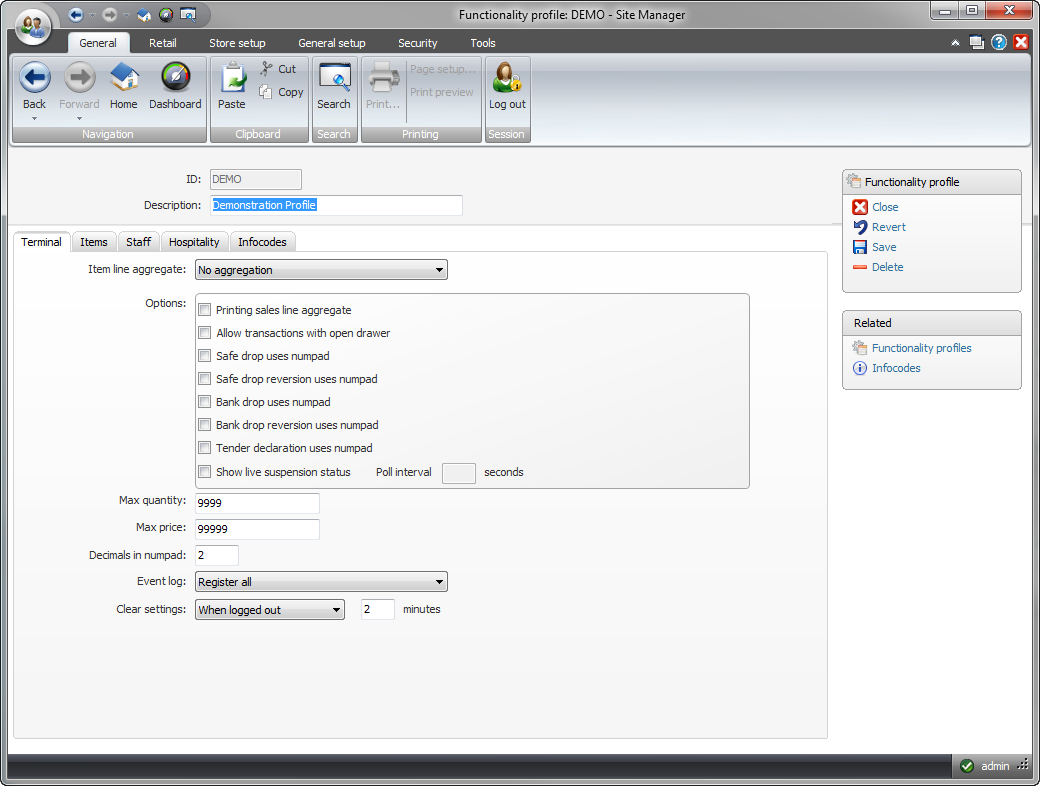 Functionality profile: DEMO - Site Manager
General Retail Store setup General setup Security Tools
Back Forward Home Dashboard
Navigation
Paste Cut Copy
Clipboard
Search
Search
Print... Page setup... Print preview
Printing
Log out
Session
ID: DEMO
Description: Demonstration Profile
Terminal Items Staff Hospitality Infocodes
Item line aggregate: No aggregation
Options:
Printing sales line aggregate
Allow transactions with open drawer
Safe drop uses numpad
Safe drop reversion uses numpad
Bank drop uses numpad
Bank drop reversion uses numpad
Tender declaration uses numpad
Show live suspension status Poll interval seconds
Max quantity: 9999
Max price: 99999
Decimals in numpad: 2
Event log: Register all
Clear settings: When logged out 2 minutes
Functionality profile
Close
Revert
Save
Delete
Related
Functionality profiles
Infocodes
admin